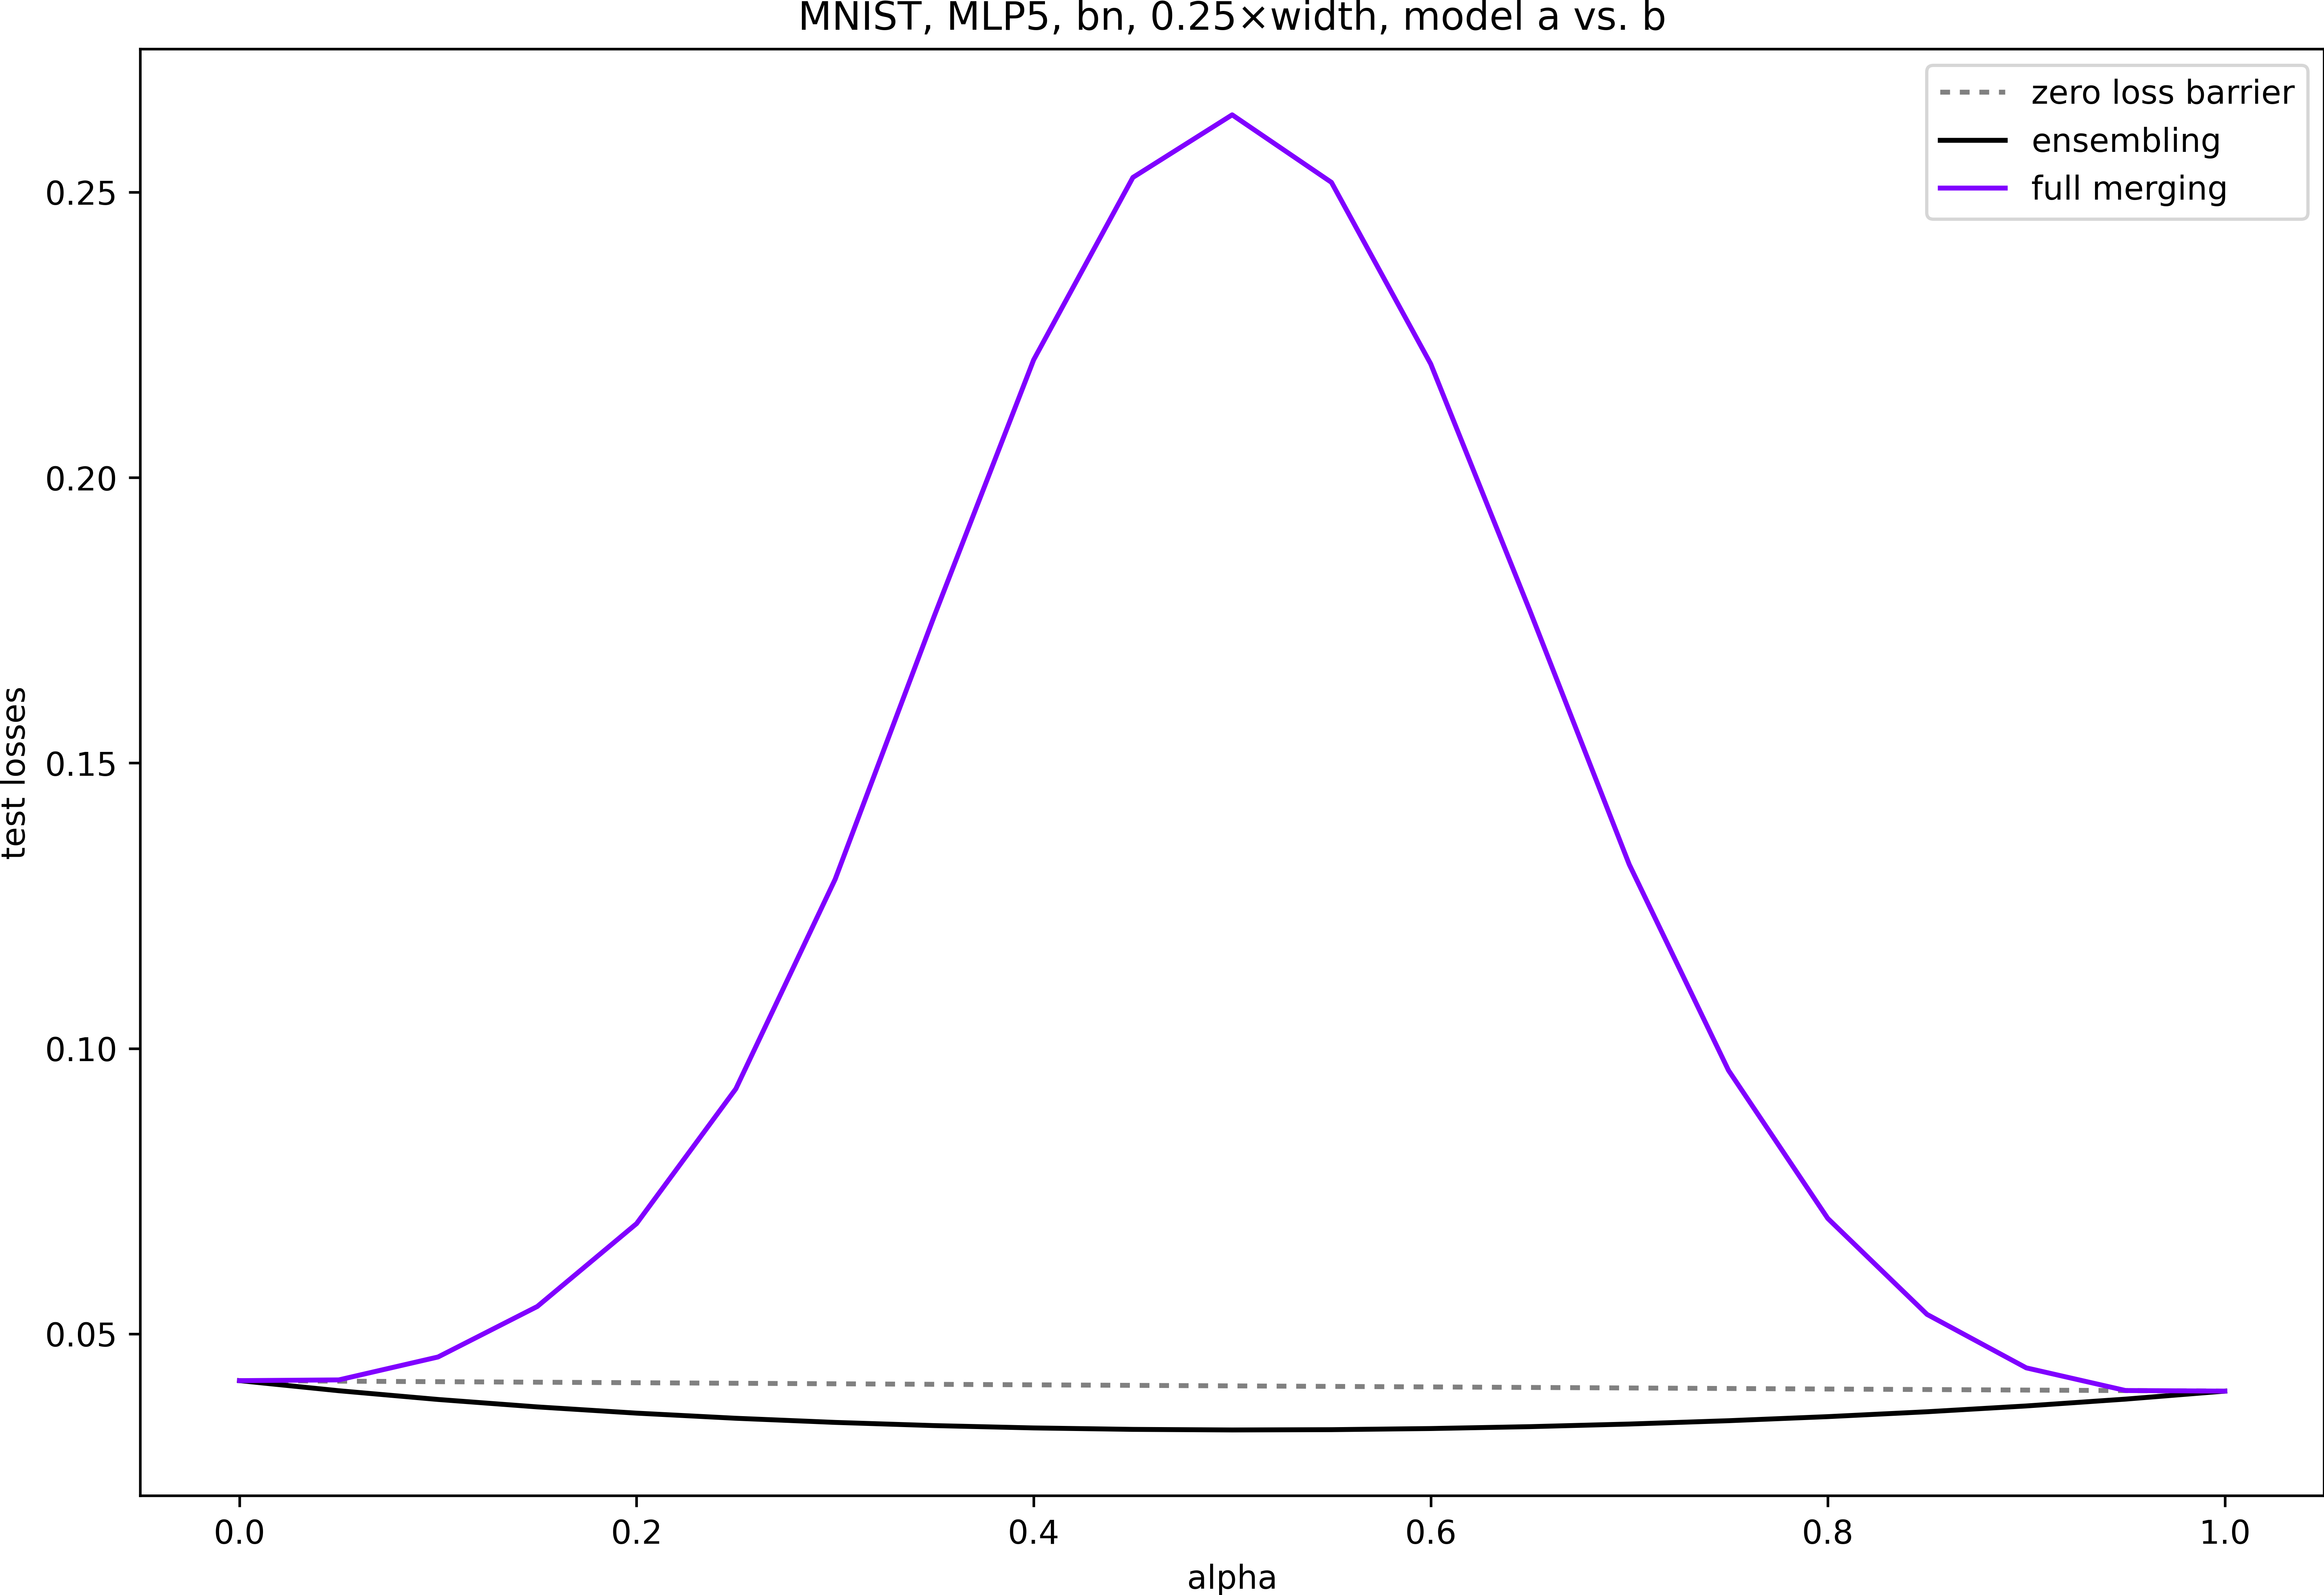 MNIST, MLP5, bn, 0.25×width, model a vs. b
zero loss barrier
ensembling
full merging
test losses
0.25
0.20
0.15
0.10
0.05
0.0 0.2 0.4 0.6 0.8 1.0
alpha